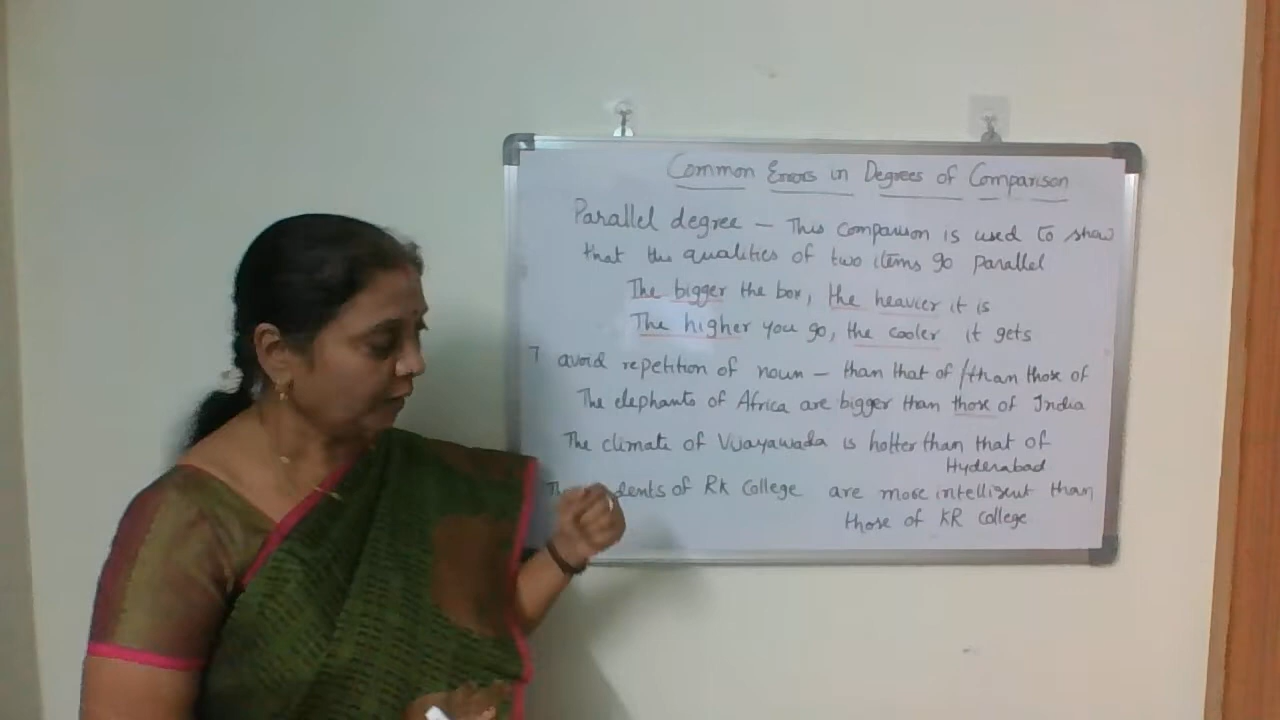 Common Errors in Degrees of Comparison
Parallel degree – This comparison is used to show
that the qualities of two items go parallel
The bigger the box, the heavier it is
The higher you go, the cooler it gets
avoid repetition of noun – than that of / than those of
The elephants of Africa are bigger than those of India
The climate of Vijayawada is hotter than that of
Hyderabad
of RK College are more intelligent than
those of KR College